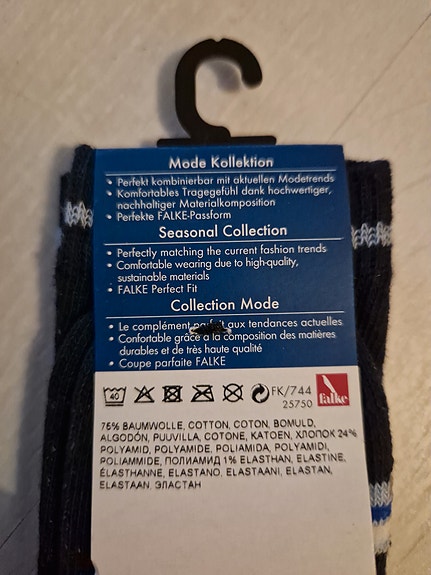 Mode Kollektion
• Perfekt kombinierbar mit aktuellen Modetrends
• Komfortables Tragegefühl dank hochwertiger,
nachhaltiger Materialkomposition
• Perfekte FALKE-Passform
Seasonal Collection
• Perfectly matching the current fashion trends
• Comfortable wearing due to high-quality,
sustainable materials
• FALKE Perfect Fit
Collection Mode
• Le complément parfait aux tendances actuelles
• Confortable grâce à la composition des matières
durables et de très haute qualité
• Coupe parfaite FALKE
40
FK/744
25750
falke
75% BAUMWOLLE, COTTON, COTON, BOMULD,
ALGODÓN, PUUVILLA, COTONE, KATOEN, ХЛОПОК 24%
POLYAMID, POLYAMIDE, POLIAMIDA, POLYAMIDI,
POLIAMMIDE, ПОЛИАМИД 1% ELASTHAN, ELASTINE,
ÉLASTHANNE, ELASTANO, ELASTAANI, ELASTAN,
ELASTAAN, ЭЛАСТАН